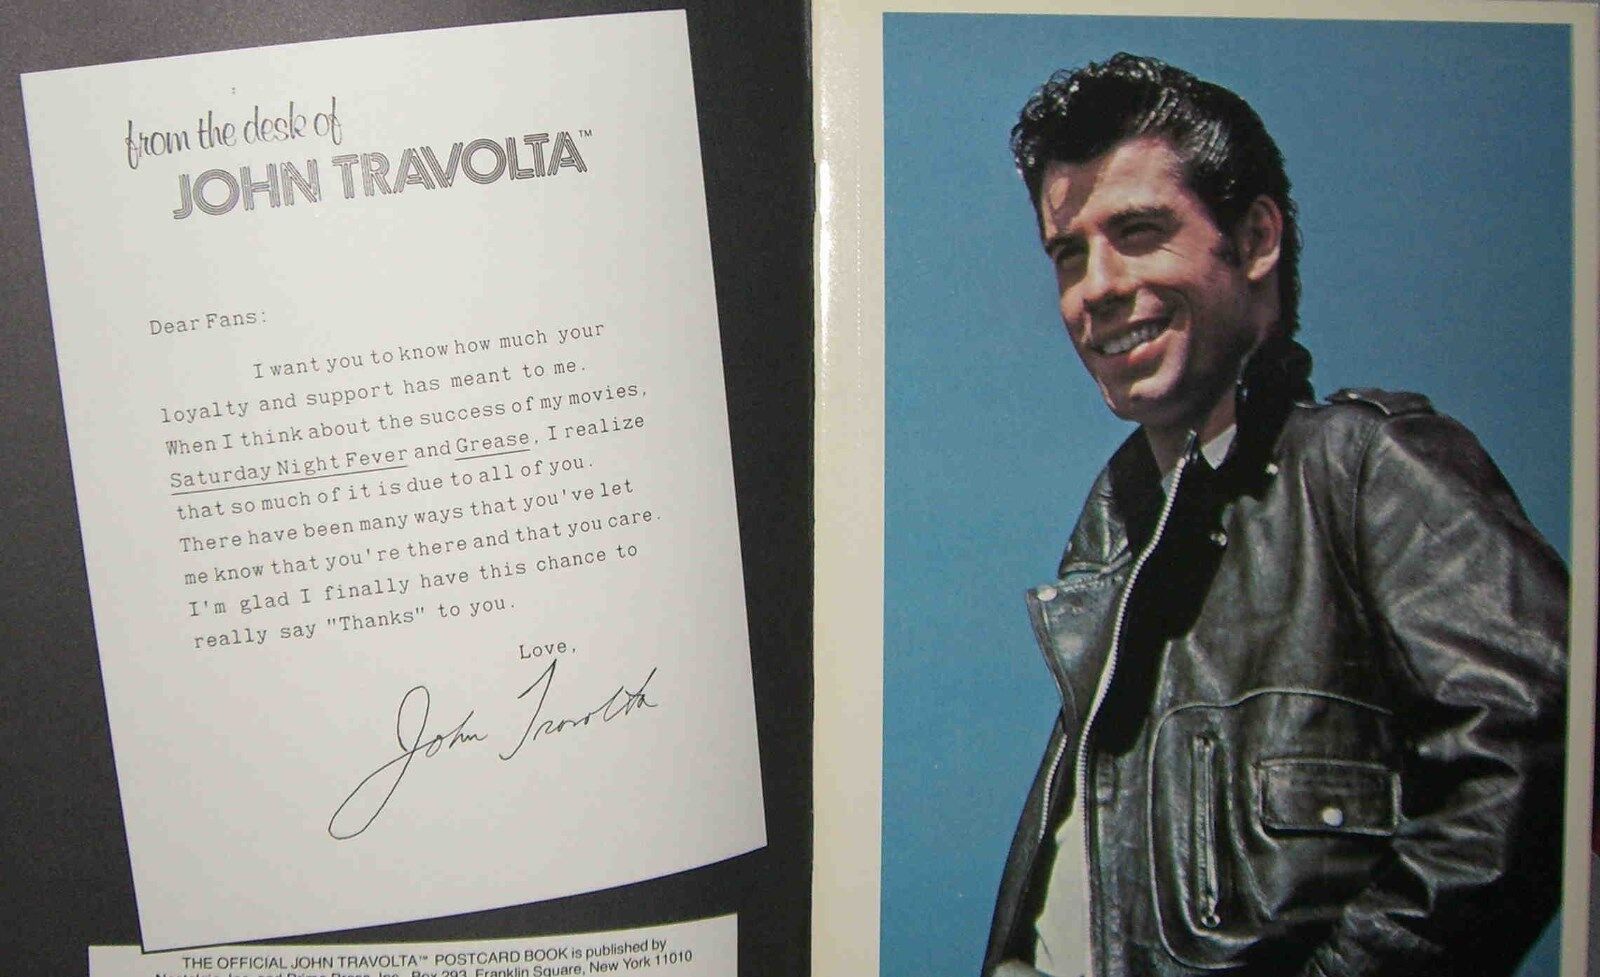 from the desk of
JOHN TRAVOLTA™
Dear Fans:
I want you to know how much your
loyalty and support has meant to me.
When I think about the success of my movies,
Saturday Night Fever and Grease, I realize
that so much of it is due to all of you.
There have been many ways that you've let
me know that you're there and that you care.
I'm glad I finally have this chance to
really say "Thanks" to you.
Love,
John Travolta
THE OFFICIAL JOHN TRAVOLTA™ POSTCARD BOOK is published by
Inc. and Prime Press, Inc., Box 293, Franklin Square, New York 11010